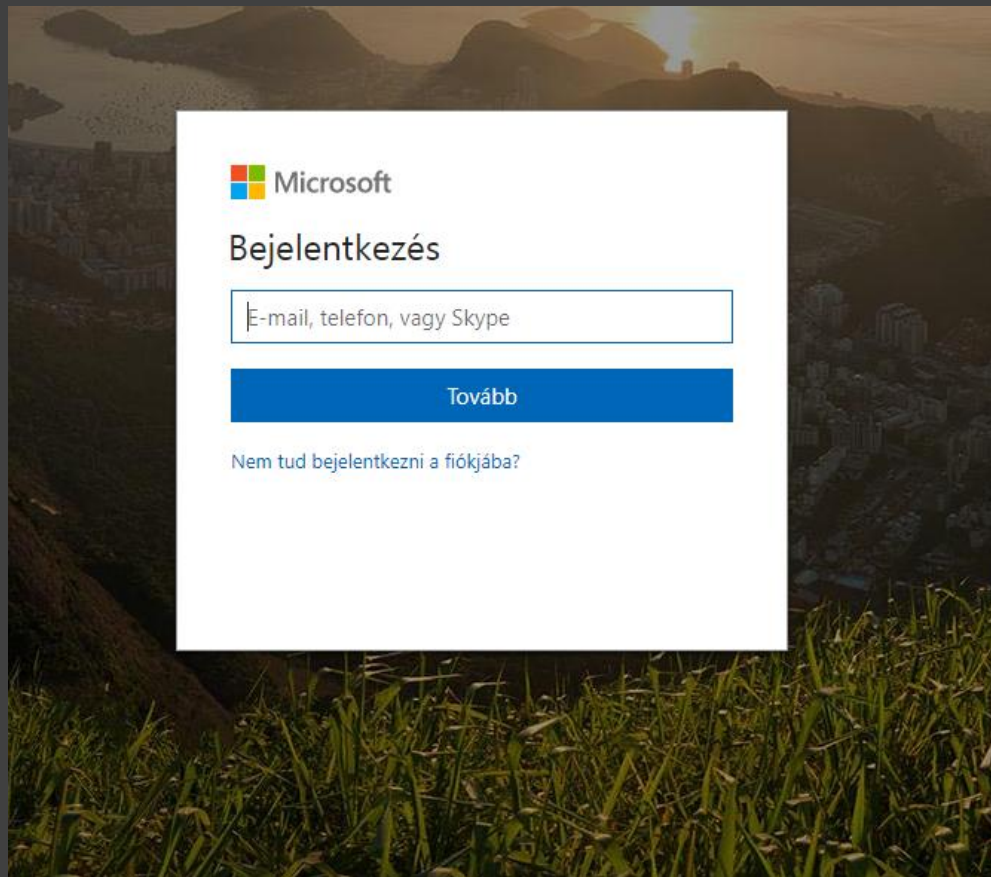 Microsoft
Bejelentkezés
E-mail, telefon, vagy Skype
Tovább
Nem tud bejelentkezni a fiókjába?